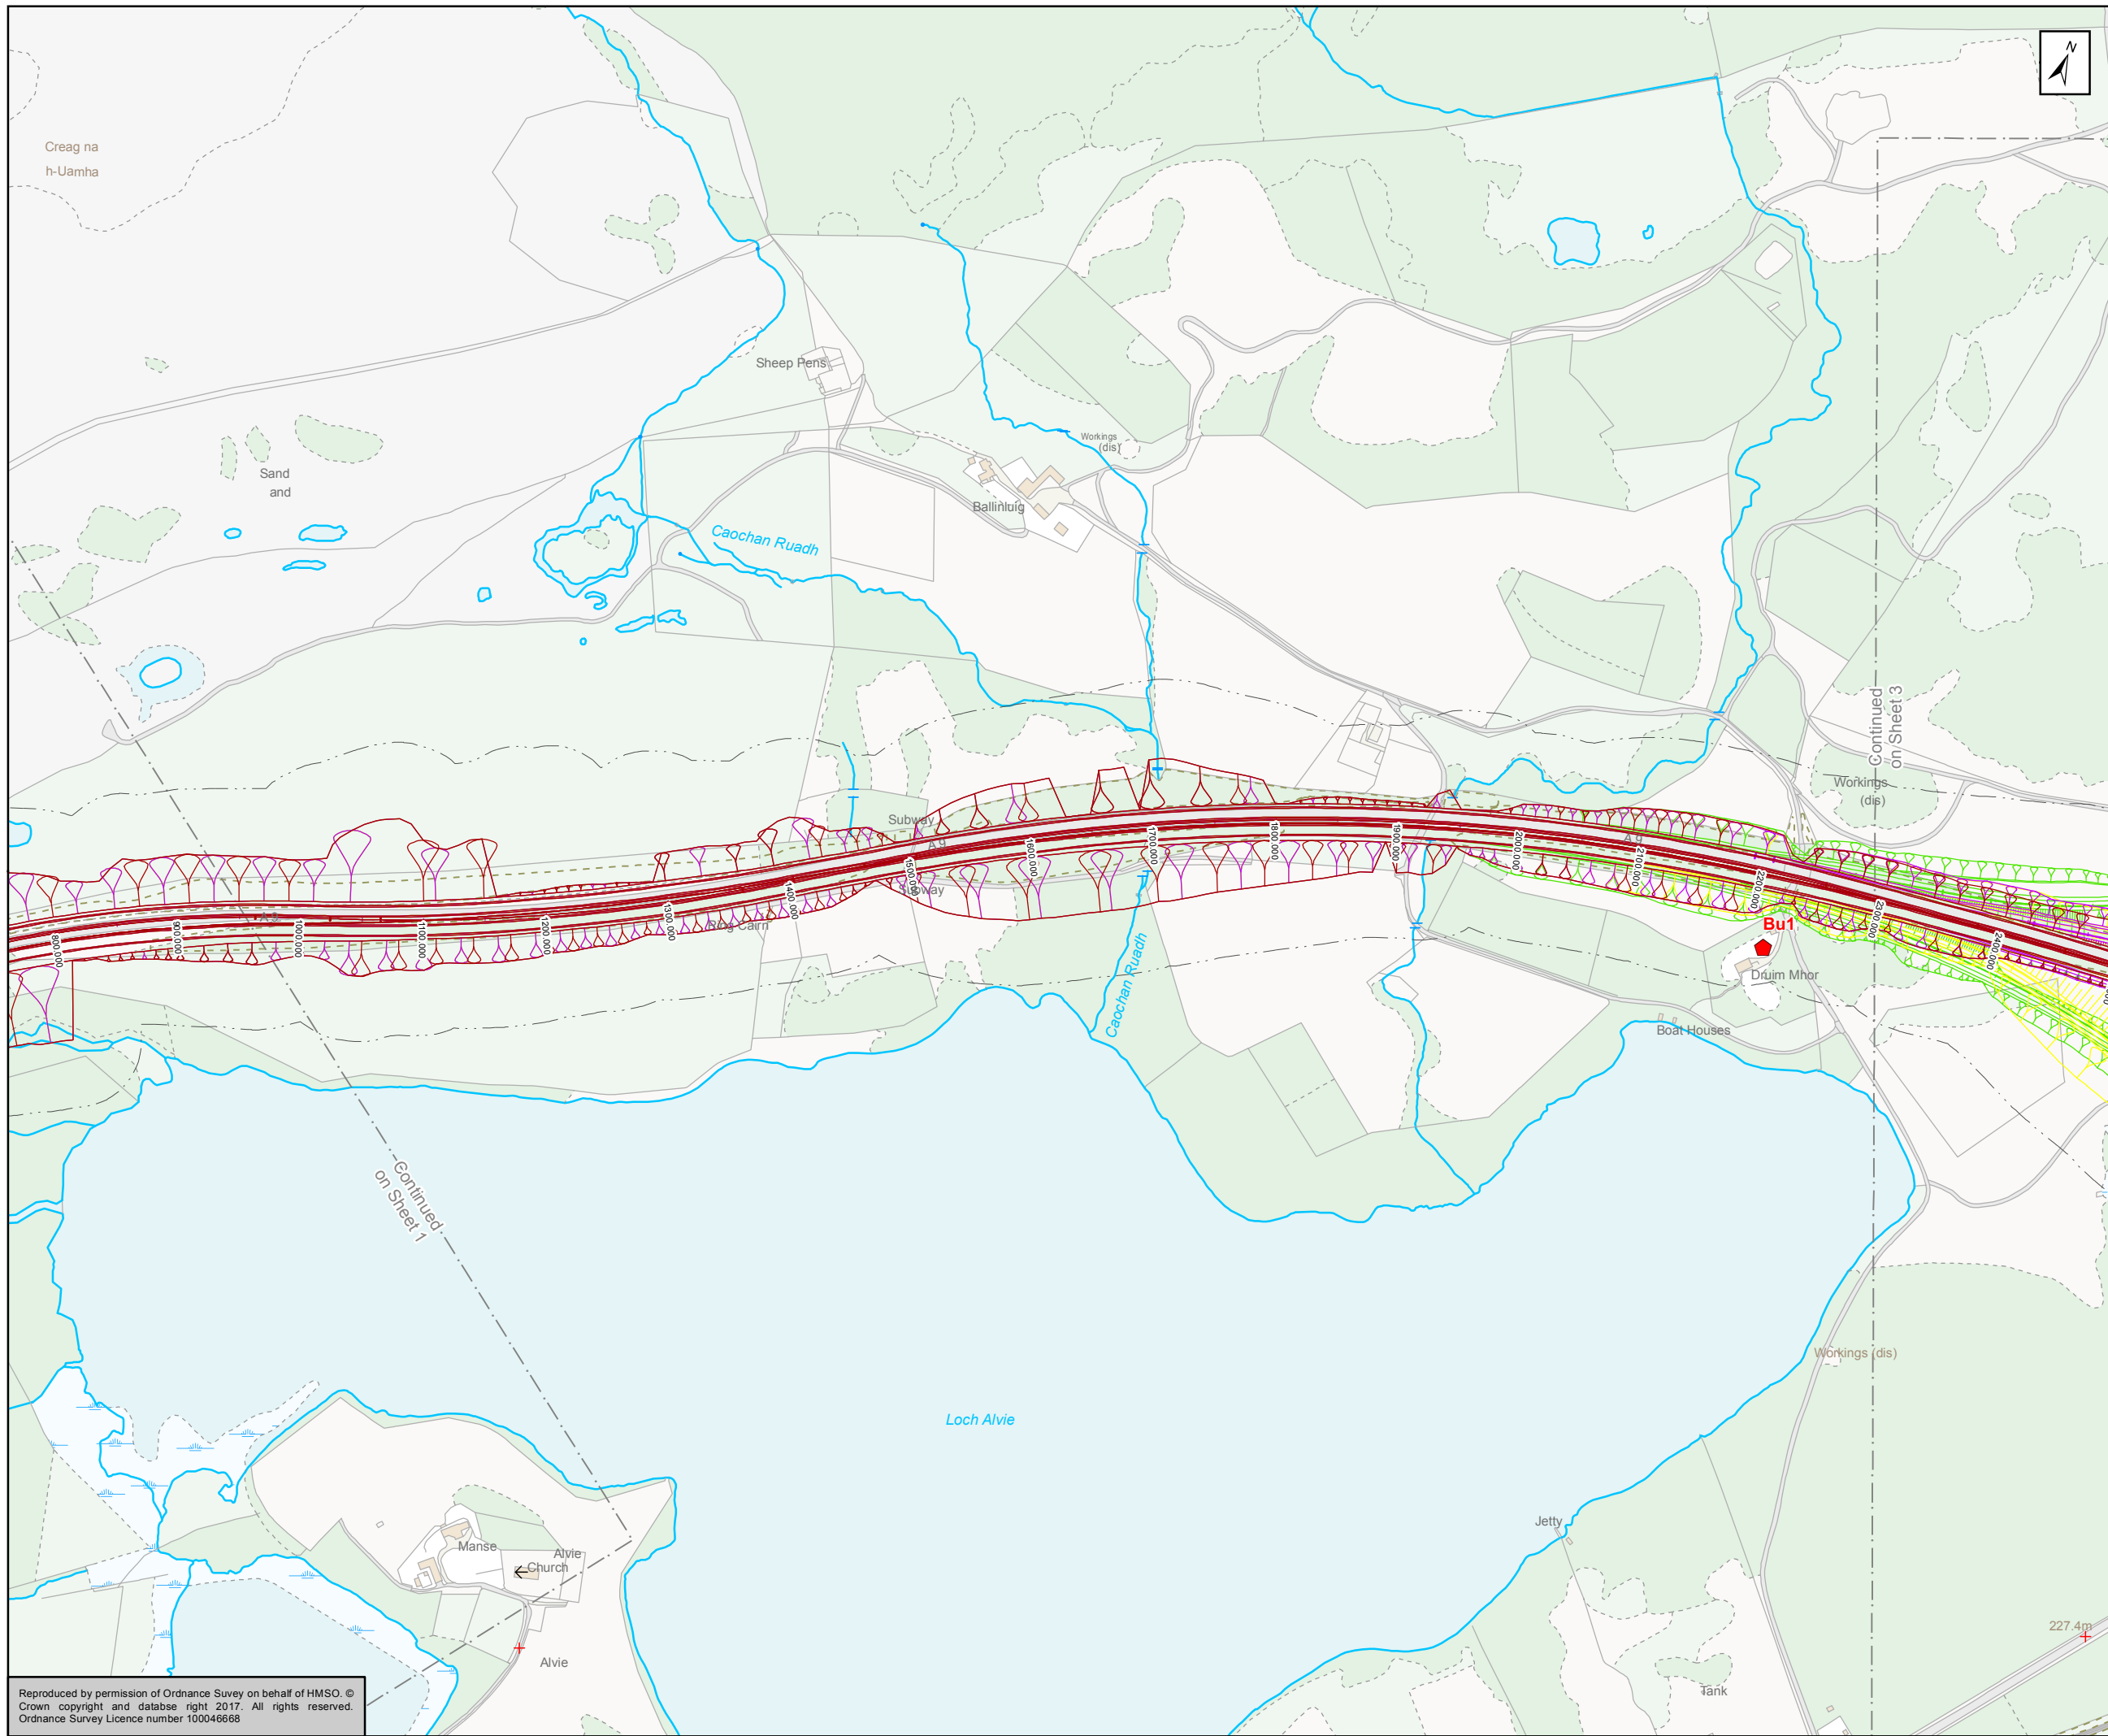 N
Creag na
h-Uamha
Sheep Pens
Workings
(dis)
Sand
and
Ballinluig
Caochan Ruadh
Continued
on Sheet 3
Workings
(dis)
Subway
A 9
A 9
Subway
A 9
Ring Cairn
800.000
900.000
1000.000
1100.000
1200.000
1300.000
1400.000
1500.000
1600.000
1700.000
1800.000
1900.000
2000.000
2100.000
2200.000
2300.000
2400.000
Bu1
Druim Mhor
Caochan Ruadh
Boat Houses
Continued
on Sheet 1
Workings (dis)
Loch Alvie
Jetty
Manse
Alvie
Church
Alvie
227.4m
Tank
Reproduced by permission of Ordnance Suvey on behalf of HMSO. ©
Crown copyright and databse right 2017. All rights reserved.
Ordnance Survey Licence number 100046668